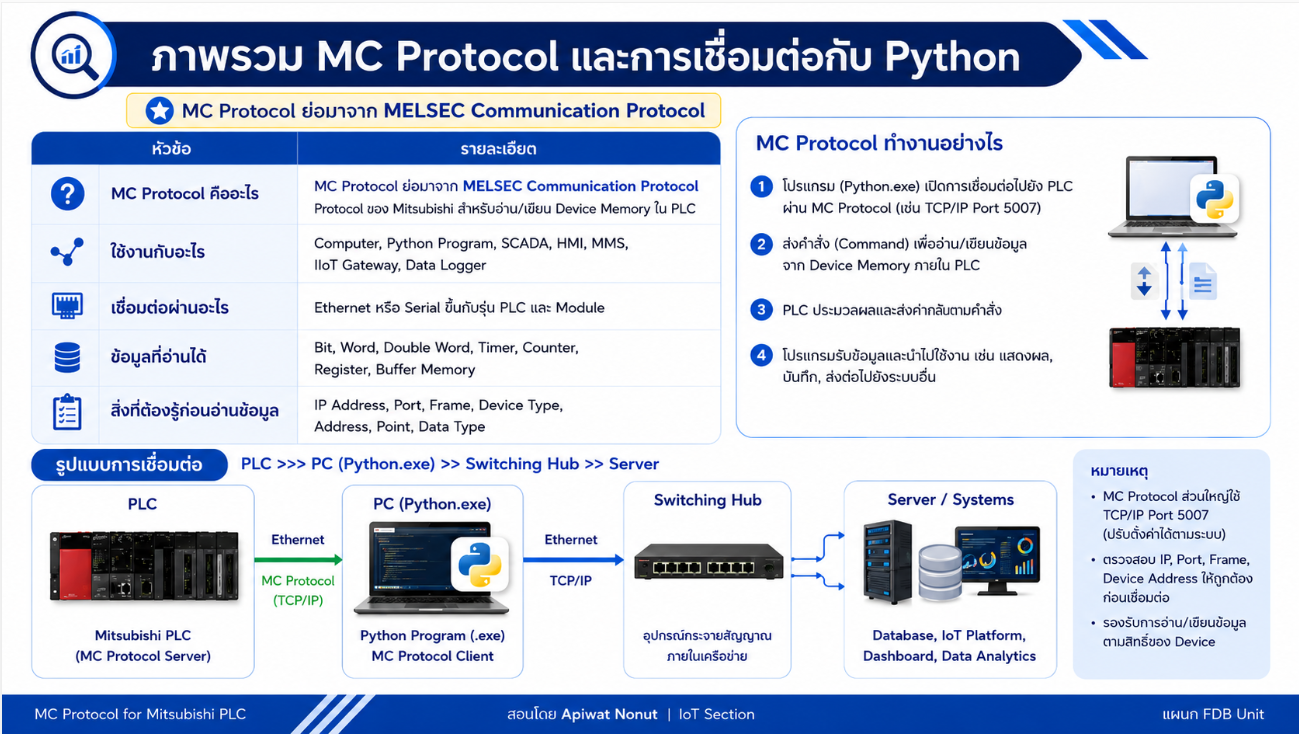 ภาพรวม MC Protocol และการเชื่อมต่อกับ Python
MC Protocol ย่อมาจาก MELSEC Communication Protocol
หัวข้อ
รายละเอียด
MC Protocol คืออะไร
MC Protocol ย่อมาจาก MELSEC Communication Protocol
Protocol ของ Mitsubishi สำหรับอ่าน/เขียน Device Memory ใน PLC
ใช้งานกับอะไร
Computer, Python Program, SCADA, HMI, MMS,
IIoT Gateway, Data Logger
เชื่อมต่อผ่านอะไร
Ethernet หรือ Serial ขึ้นกับรุ่น PLC และ Module
ข้อมูลที่อ่านได้
Bit, Word, Double Word, Timer, Counter,
Register, Buffer Memory
สิ่งที่ต้องรู้ก่อนอ่านข้อมูล
IP Address, Port, Frame, Device Type,
Address, Point, Data Type
MC Protocol ทำงานอย่างไร
1 โปรแกรม (Python.exe) เปิดการเชื่อมต่อไปยัง PLC
ผ่าน MC Protocol (เช่น TCP/IP Port 5007)
2 ส่งคำสั่ง (Command) เพื่ออ่าน/เขียนข้อมูล
จาก Device Memory ภายใน PLC
3 PLC ประมวลผลและส่งค่ากลับตามคำสั่ง
4 โปรแกรมรับข้อมูลและนำไปใช้งาน เช่น แสดงผล,
บันทึก, ส่งต่อไปยังระบบอื่น
รูปแบบการเชื่อมต่อ
PLC >>> PC (Python.exe) >> Switching Hub >> Server
PLC
Mitsubishi PLC
(MC Protocol Server)
Ethernet
MC Protocol
(TCP/IP)
PC (Python.exe)
Python Program (.exe)
MC Protocol Client
Ethernet
TCP/IP
Switching Hub
อุปกรณ์กระจายสัญญาณ
ภายในเครือข่าย
Server / Systems
Database, IoT Platform,
Dashboard, Data Analytics
หมายเหตุ
• MC Protocol ส่วนใหญ่ใช้
TCP/IP Port 5007
(ปรับตั้งค่าได้ตามระบบ)
• ตรวจสอบ IP, Port, Frame,
Device Address ให้ถูกต้อง
ก่อนเชื่อมต่อ
• รองรับการอ่าน/เขียนข้อมูล
ตามสิทธิ์ของ Device
MC Protocol for Mitsubishi PLC
สอนโดย Apiwat Nonut | IoT Section
แผนก FDB Unit